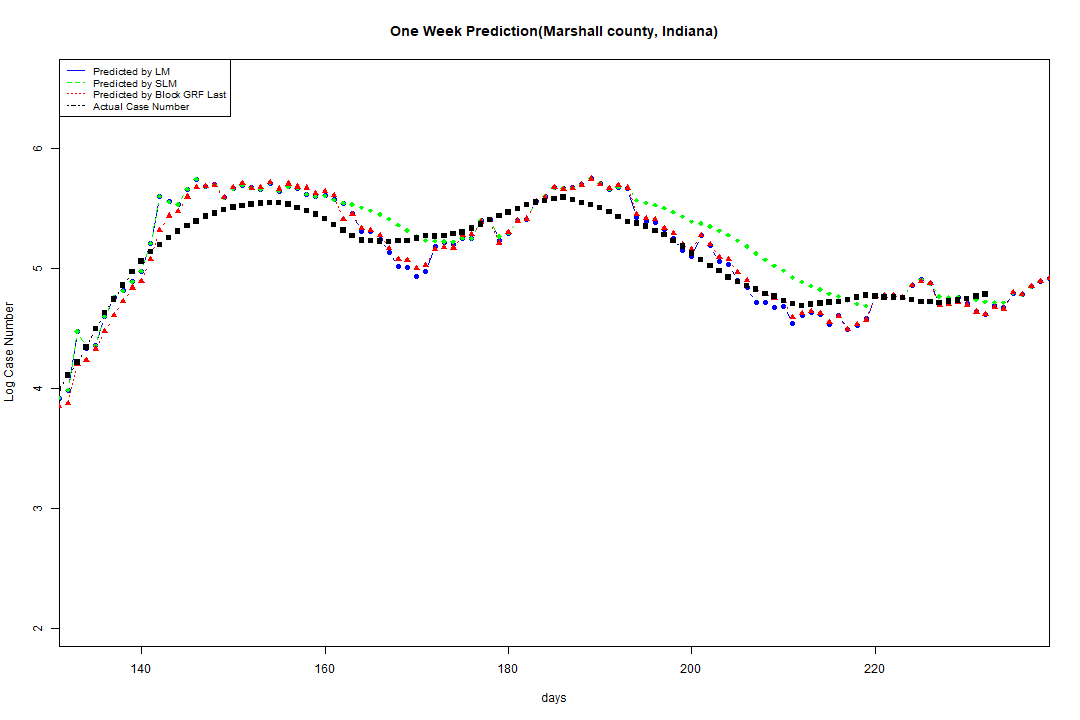 One Week Prediction(Marshall county, Indiana)
Predicted by LM
Predicted by SLM
Predicted by Block GRF Last
Actual Case Number
6
5
4
3
2
Log Case Number
140 160 180 200 220
days